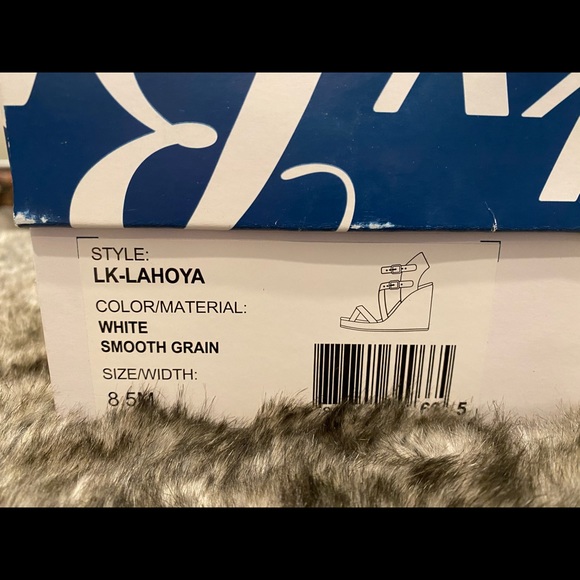 STYLE:
LK-LAHOYA
COLOR/MATERIAL:
WHITE
SMOOTH GRAIN
SIZE/WIDTH:
8.5M